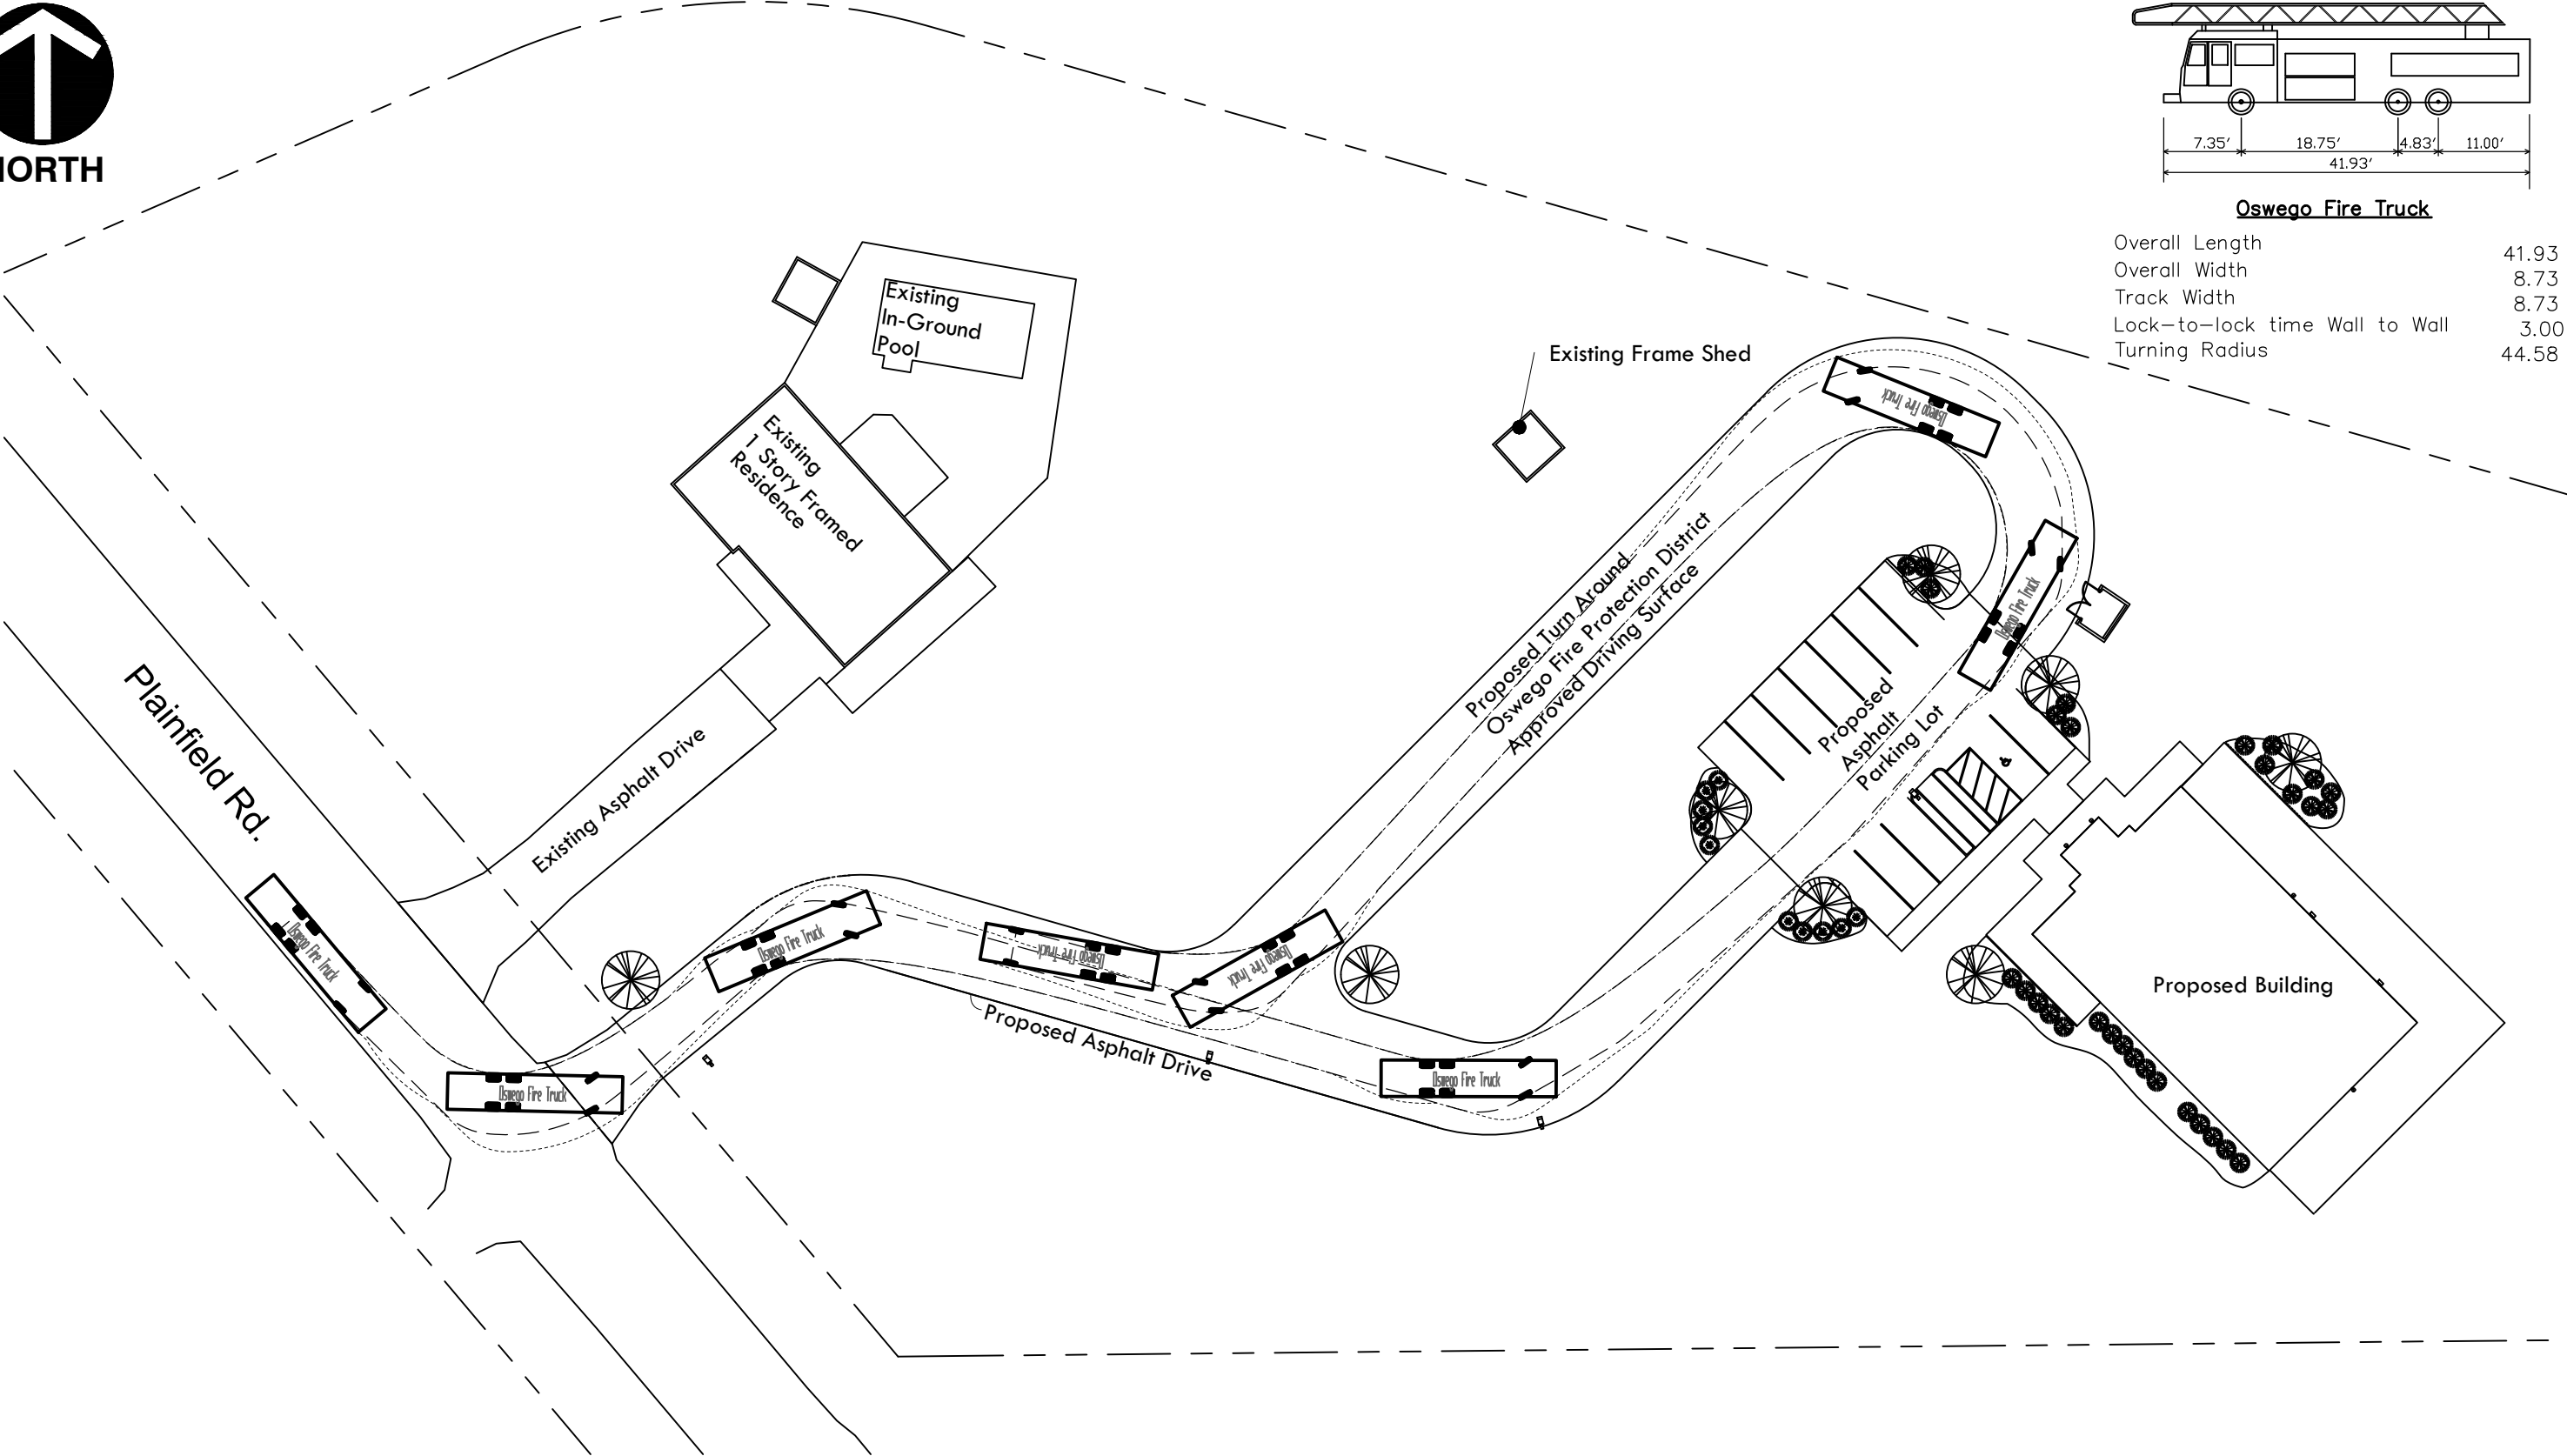 NORTH
7.35'
18.75'
4.83'
11.00'
41.93'
Oswego Fire Truck
Overall Length 41.93
Overall Width 8.73
Track Width 8.73
Lock-to-lock time Wall to Wall 3.00
Turning Radius 44.58
Existing
In-Ground
Pool
Existing Frame Shed
Existing
1 Story Framed
Residence
Proposed Turn Around
Oswego Fire Protection District
Approved Driving Surface
Oswego Fire Truck
Oswego Fire Truck
Plainfield Rd.
Existing Asphalt Drive
Proposed
Asphalt
Parking Lot
Oswego Fire Truck
Oswego Fire Truck
Oswego Fire Truck
Oswego Fire Truck
Proposed Building
Proposed Asphalt Drive
Oswego Fire Truck
Oswego Fire Truck